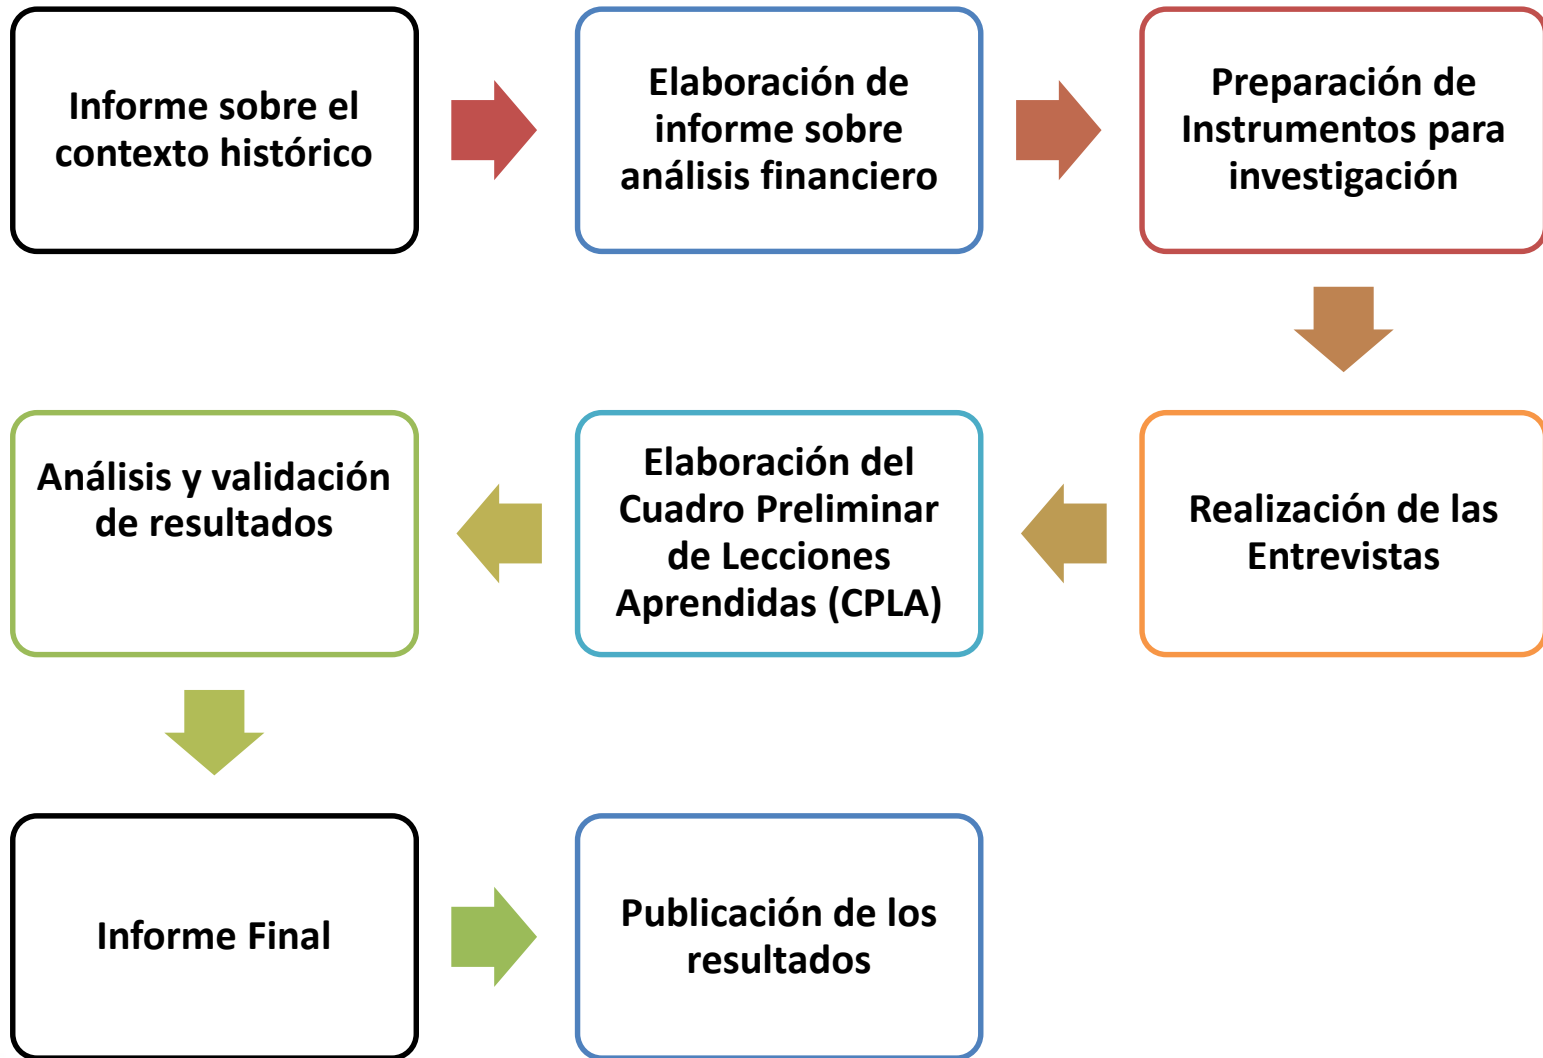 Informe sobre el
contexto histórico
Elaboración de
informe sobre
análisis financiero
Preparación de
Instrumentos para
investigación
Realización de las
Entrevistas
Elaboración del
Cuadro Preliminar
de Lecciones
Aprendidas (CPLA)
Análisis y validación
de resultados
Informe Final
Publicación de los
resultados